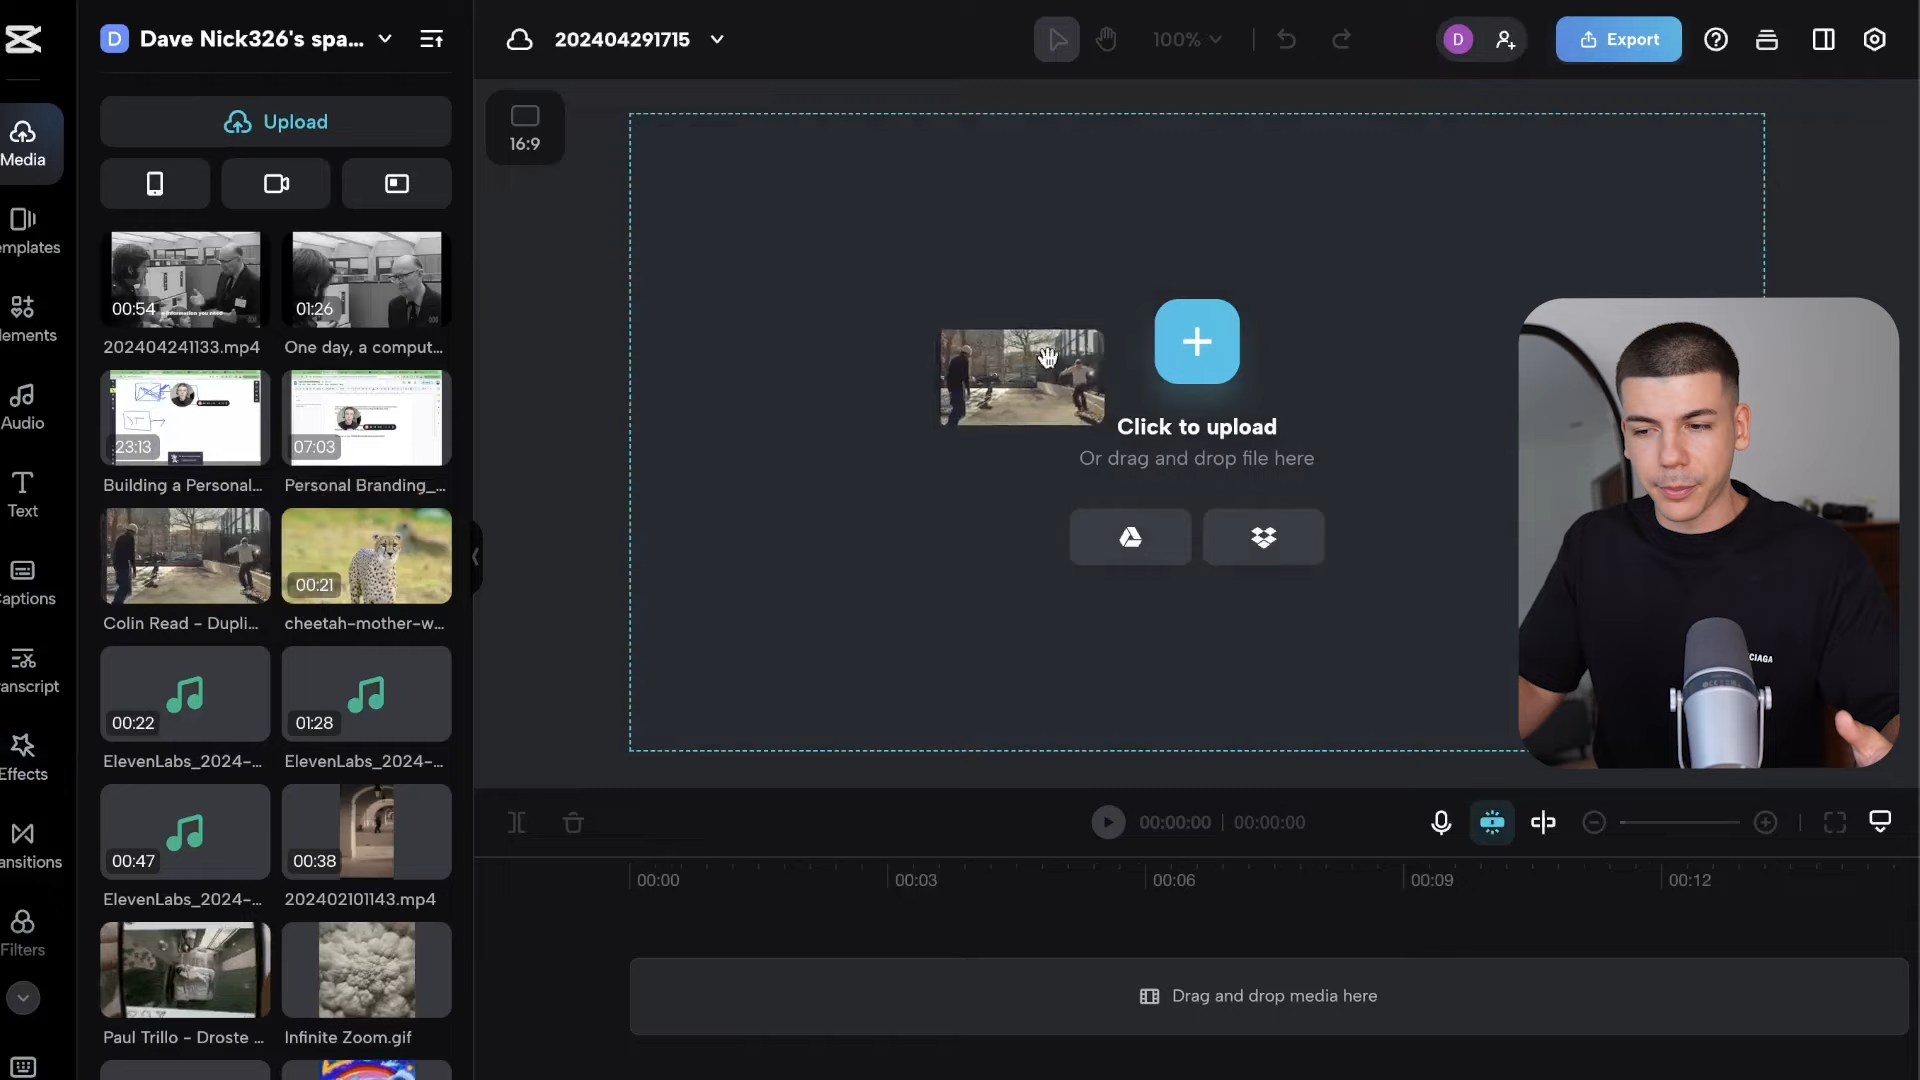 D Dave Nick326's spa...
202404291715
100%
D
Export
Media
mplates
lements
Audio
Text
aptions
anscript
Effects
ansitions
Filters
Upload
00:54
01:26
202404241133.mp4
One day, a comput...
23:13
07:03
Building a Personal...
Personal Branding_...
00:21
Colin Read - Dupli...
cheetah-mother-w...
00:22
01:28
ElevenLabs_2024-...
ElevenLabs_2024-...
00:47
00:38
ElevenLabs_2024-...
202402101143.mp4
Paul Trillo - Droste ...
Infinite Zoom.gif
16:9
Click to upload
Or drag and drop file here
CIAGA
00:00:00 | 00:00:00
00:00
00:03
00:06
00:09
00:12
Drag and drop media here